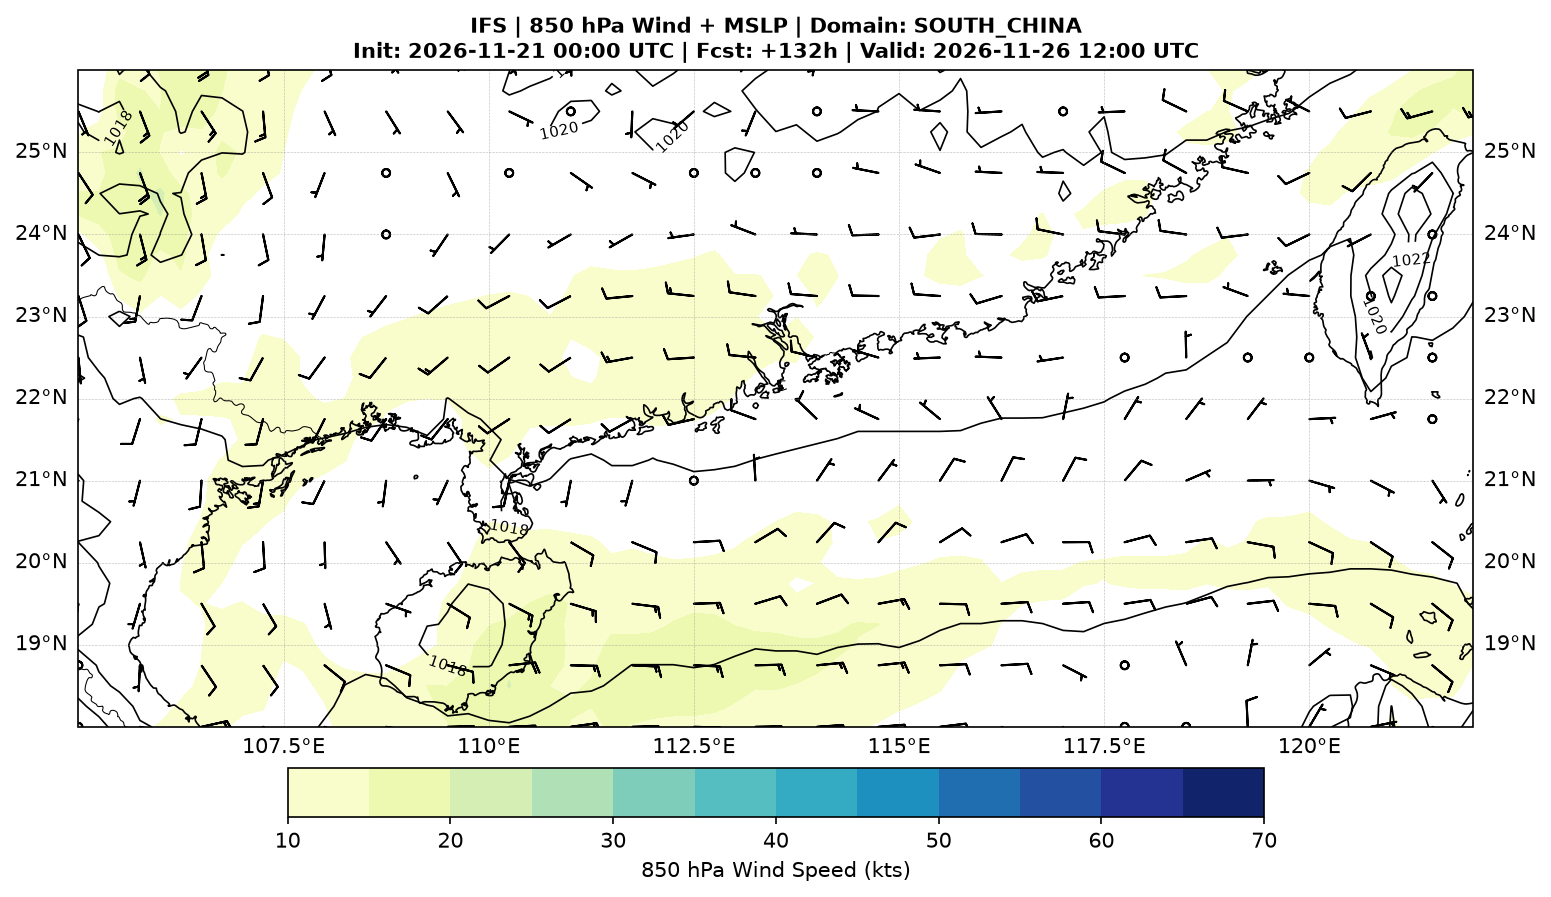 IFS | 850 hPa Wind + MSLP | Domain: SOUTH_CHINA
Init: 2026-11-21 00:00 UTC | Fcst: +132h | Valid: 2026-11-26 12:00 UTC
1018
1020
1020
25°N
25°N
24°N
24°N
1022
1020
23°N
23°N
22°N
22°N
21°N
21°N
1018
20°N
20°N
19°N
19°N
1018
107.5°E
110°E
112.5°E
115°E
117.5°E
120°E
10
20
30
40
50
60
70
850 hPa Wind Speed (kts)